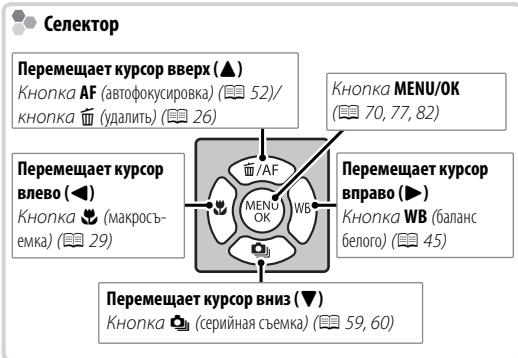 Селектор
Перемещает курсор вверх (▲)
Кнопка AF (автофокусировка) (52)/
кнопка (удалить) (26)
Кнопка MENU/OK
(70, 77, 82)
Перемещает курсор
влево (◀)
Кнопка (макросъ-
емка) (29)
/AF
MENU
OK
WB
Перемещает курсор
вправо (▶)
Кнопка WB (баланс
белого) (45)
Перемещает курсор вниз (▼)
Кнопка (серийная съемка) (59, 60)